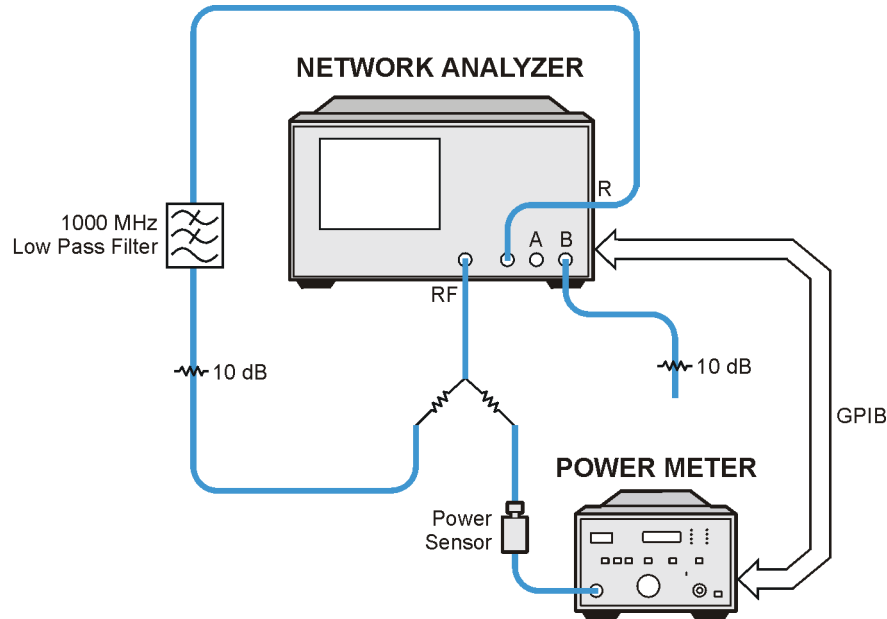 NETWORK ANALYZER
R
1000 MHz
Low Pass Filter
A
B
RF
10 dB
10 dB
GPIB
POWER METER
Power
Sensor